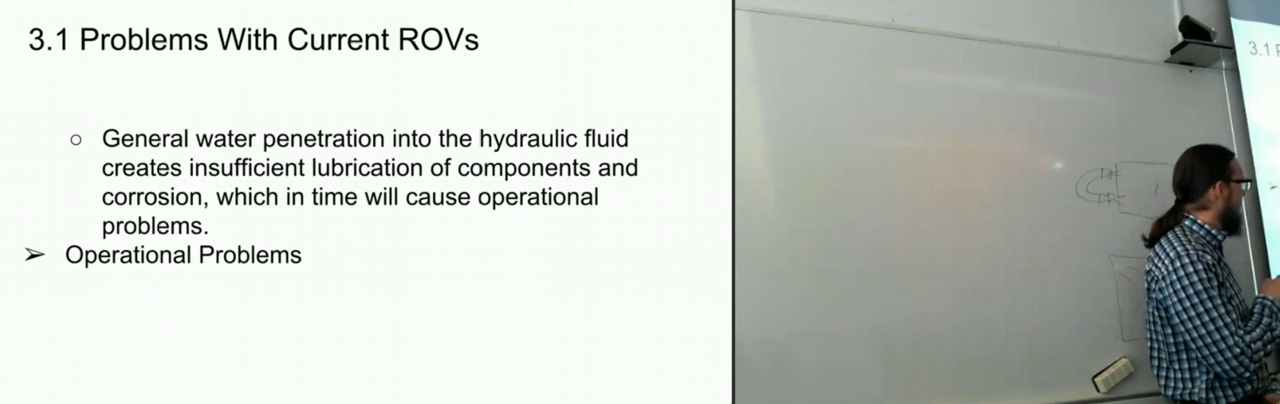 3.1 Problems With Current ROVs
○ General water penetration into the hydraulic fluid
creates insufficient lubrication of components and
corrosion, which in time will cause operational
problems.
➢ Operational Problems
3.1